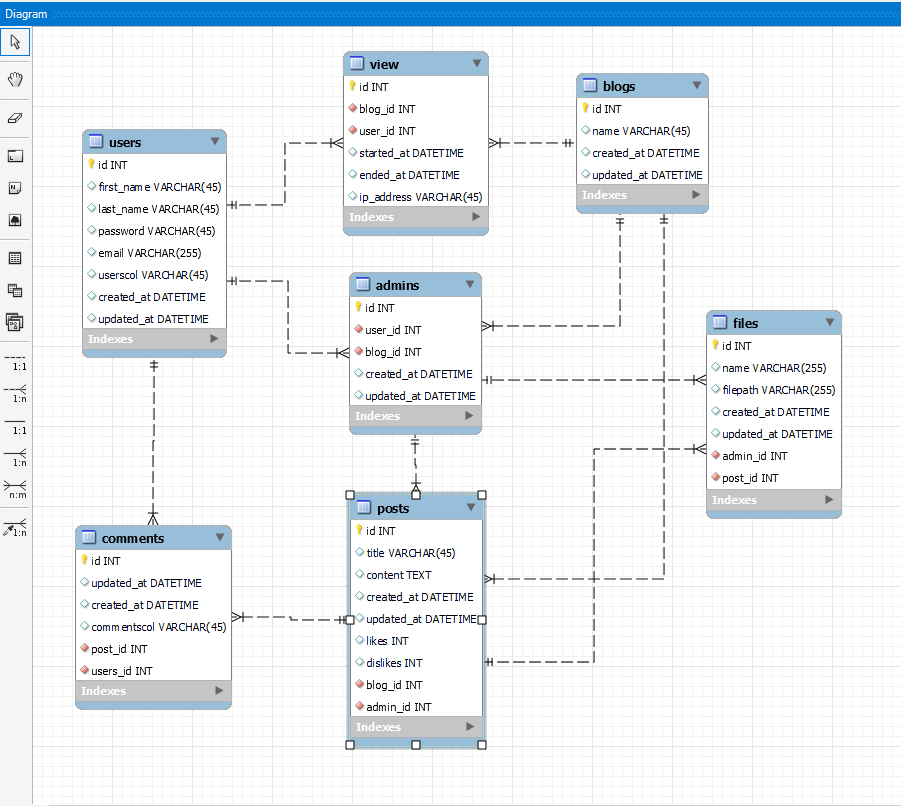 Diagram
1:1
1:n
1:1
1:n
n:m
1:n
view
id INT
blog_id INT
user_id INT
started_at DATETIME
ended_at DATETIME
ip_address VARCHAR(45)
Indexes
blogs
id INT
name VARCHAR(45)
created_at DATETIME
updated_at DATETIME
Indexes
users
id INT
first_name VARCHAR(45)
last_name VARCHAR(45)
password VARCHAR(45)
email VARCHAR(255)
userscol VARCHAR(45)
created_at DATETIME
updated_at DATETIME
Indexes
admins
id INT
user_id INT
blog_id INT
created_at DATETIME
updated_at DATETIME
Indexes
files
id INT
name VARCHAR(255)
filepath VARCHAR(255)
created_at DATETIME
updated_at DATETIME
admin_id INT
post_id INT
Indexes
comments
id INT
updated_at DATETIME
created_at DATETIME
commentscol VARCHAR(45)
post_id INT
users_id INT
Indexes
posts
id INT
title VARCHAR(45)
content TEXT
created_at DATETIME
updated_at DATETIME
likes INT
dislikes INT
blog_id INT
admin_id INT
Indexes